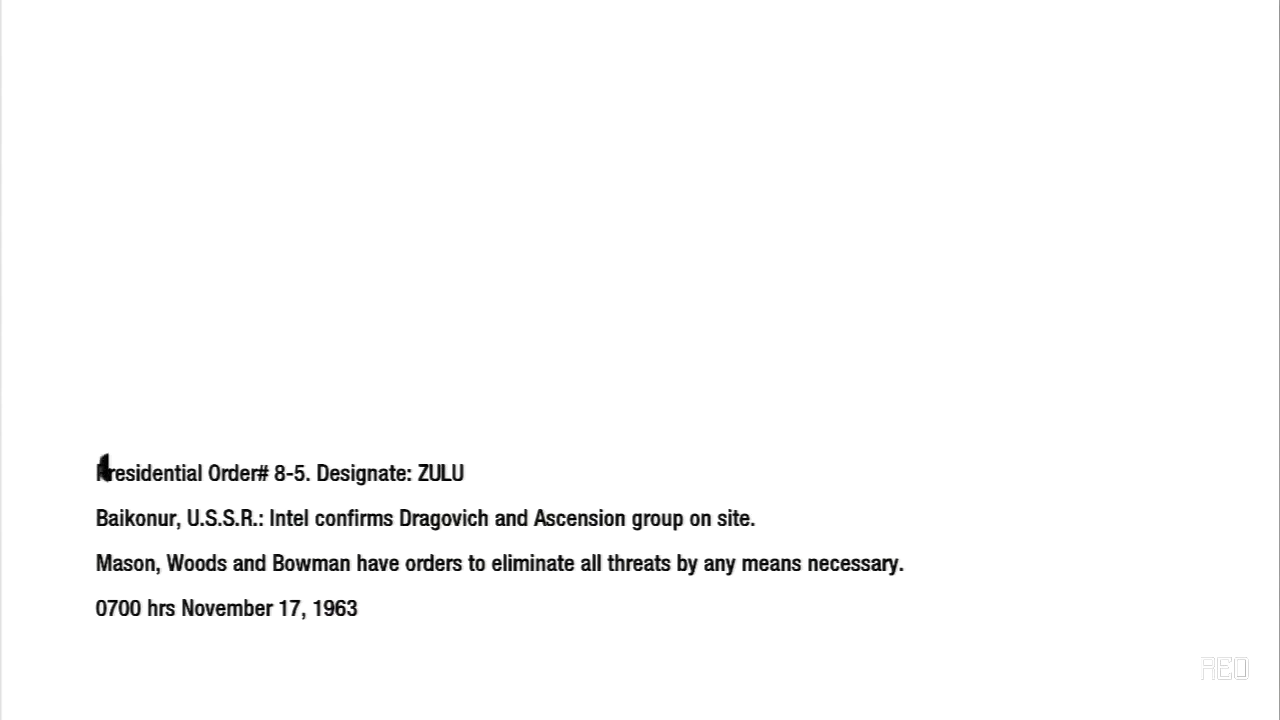 Presidential Order# 8-5. Designate: ZULU
Baikonur, U.S.S.R.: Intel confirms Dragovich and Ascension group on site.
Mason, Woods and Bowman have orders to eliminate all threats by any means necessary.
0700 hrs November 17, 1963
RED